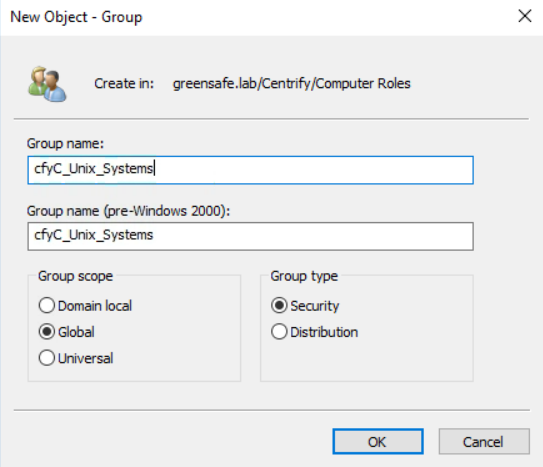 New Object - Group
Create in: greensafe.lab/Centrify/Computer Roles
Group name:
cfyC_Unix_Systems
Group name (pre-Windows 2000):
cfyC_Unix_Systems
Group scope
Domain local
Global
Universal
Group type
Security
Distribution
OK
Cancel